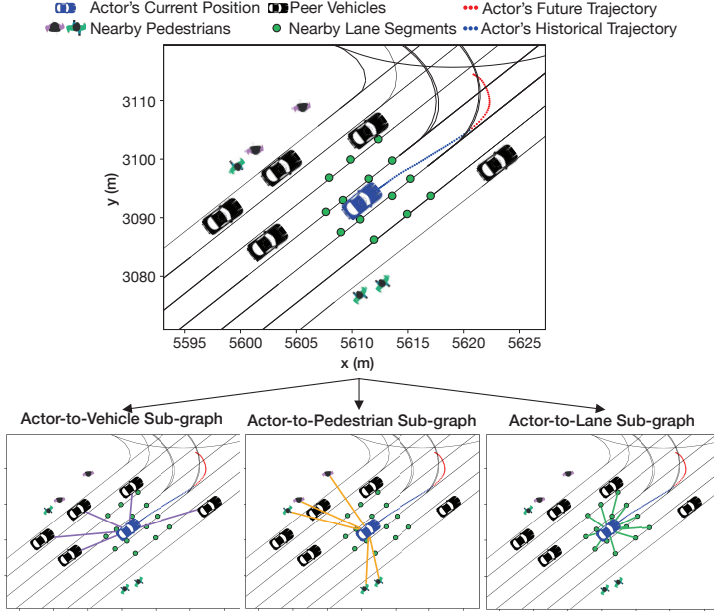 Actor's Current Position Peer Vehicles Actor's Future Trajectory
Nearby Pedestrians Nearby Lane Segments Actor's Historical Trajectory
3110
3100
3090
3080
y (m)
5595 5600 5605 5610 5615 5620 5625
x (m)
Actor-to-Vehicle Sub-graph Actor-to-Pedestrian Sub-graph Actor-to-Lane Sub-graph